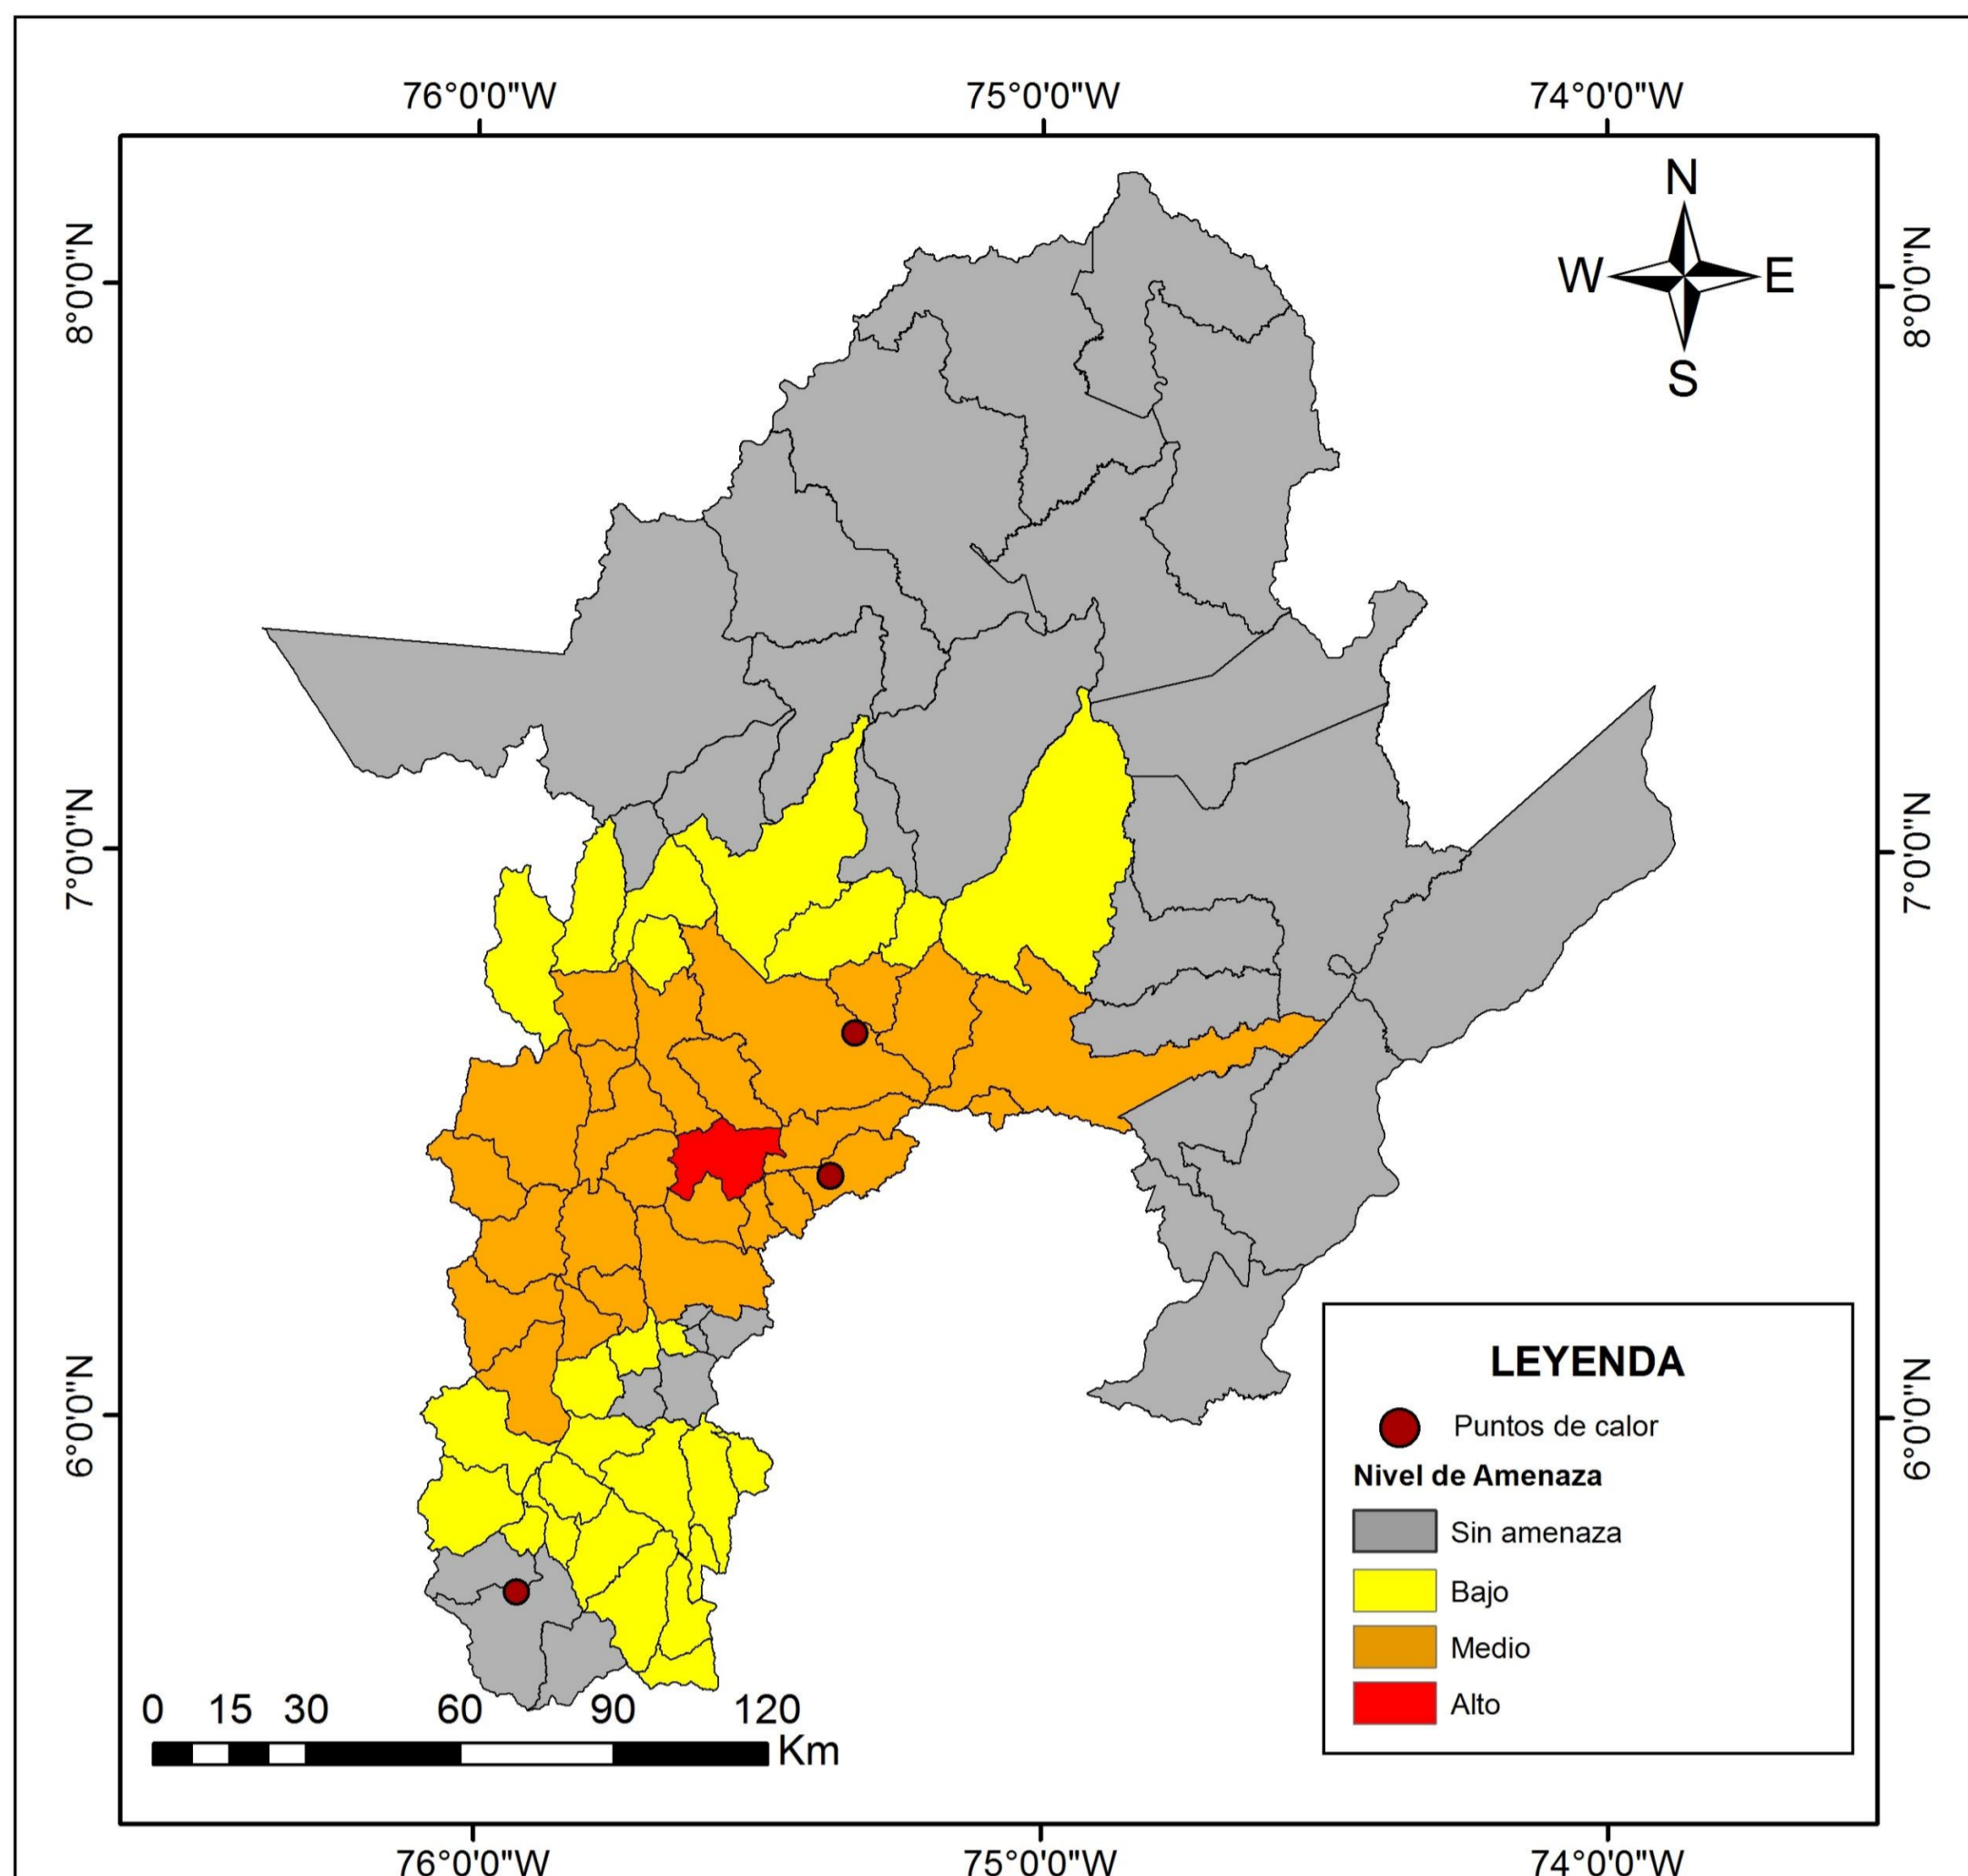 76°0'0"W 75°0'0"W 74°0'0"W
N
W E
S
8°0'0"N 8°0'0"N
7°0'0"N 7°0'0"N
6°0'0"N 6°0'0"N
LEYENDA
Puntos de calor
Nivel de Amenaza
Sin amenaza
Bajo
Medio
Alto
0 15 30 60 90 120
Km
76°0'0"W 75°0'0"W 74°0'0"W